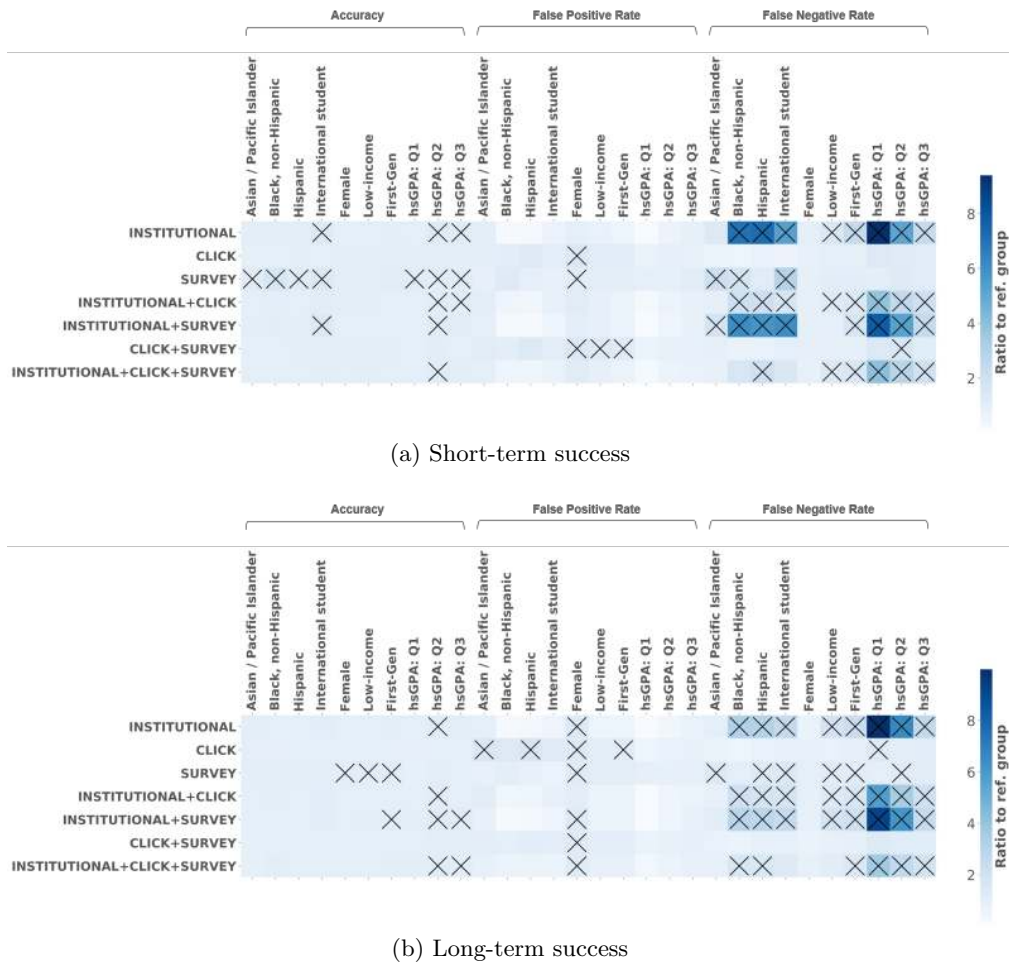 Accuracy False Positive Rate False Negative Rate
Asian / Pacific Islander
Black, non-Hispanic
Hispanic
International student
Female
Low-income
First-Gen
hsGPA: Q1
hsGPA: Q2
hsGPA: Q3
Asian / Pacific Islander
Black, non-Hispanic
Hispanic
International student
Female
Low-income
First-Gen
hsGPA: Q1
hsGPA: Q2
hsGPA: Q3
Asian / Pacific Islander
Black, non-Hispanic
Hispanic
International student
Female
Low-income
First-Gen
hsGPA: Q1
hsGPA: Q2
hsGPA: Q3
INSTITUTIONAL
CLICK
SURVEY
INSTITUTIONAL+CLICK
INSTITUTIONAL+SURVEY
CLICK+SURVEY
INSTITUTIONAL+CLICK+SURVEY
8
6
4
2
Ratio to ref. group
(a) Short-term success
Accuracy False Positive Rate False Negative Rate
Asian / Pacific Islander
Black, non-Hispanic
Hispanic
International student
Female
Low-income
First-Gen
hsGPA: Q1
hsGPA: Q2
hsGPA: Q3
Asian / Pacific Islander
Black, non-Hispanic
Hispanic
International student
Female
Low-income
First-Gen
hsGPA: Q1
hsGPA: Q2
hsGPA: Q3
Asian / Pacific Islander
Black, non-Hispanic
Hispanic
International student
Female
Low-income
First-Gen
hsGPA: Q1
hsGPA: Q2
hsGPA: Q3
INSTITUTIONAL
CLICK
SURVEY
INSTITUTIONAL+CLICK
INSTITUTIONAL+SURVEY
CLICK+SURVEY
INSTITUTIONAL+CLICK+SURVEY
8
6
4
2
Ratio to ref. group
(b) Long-term success